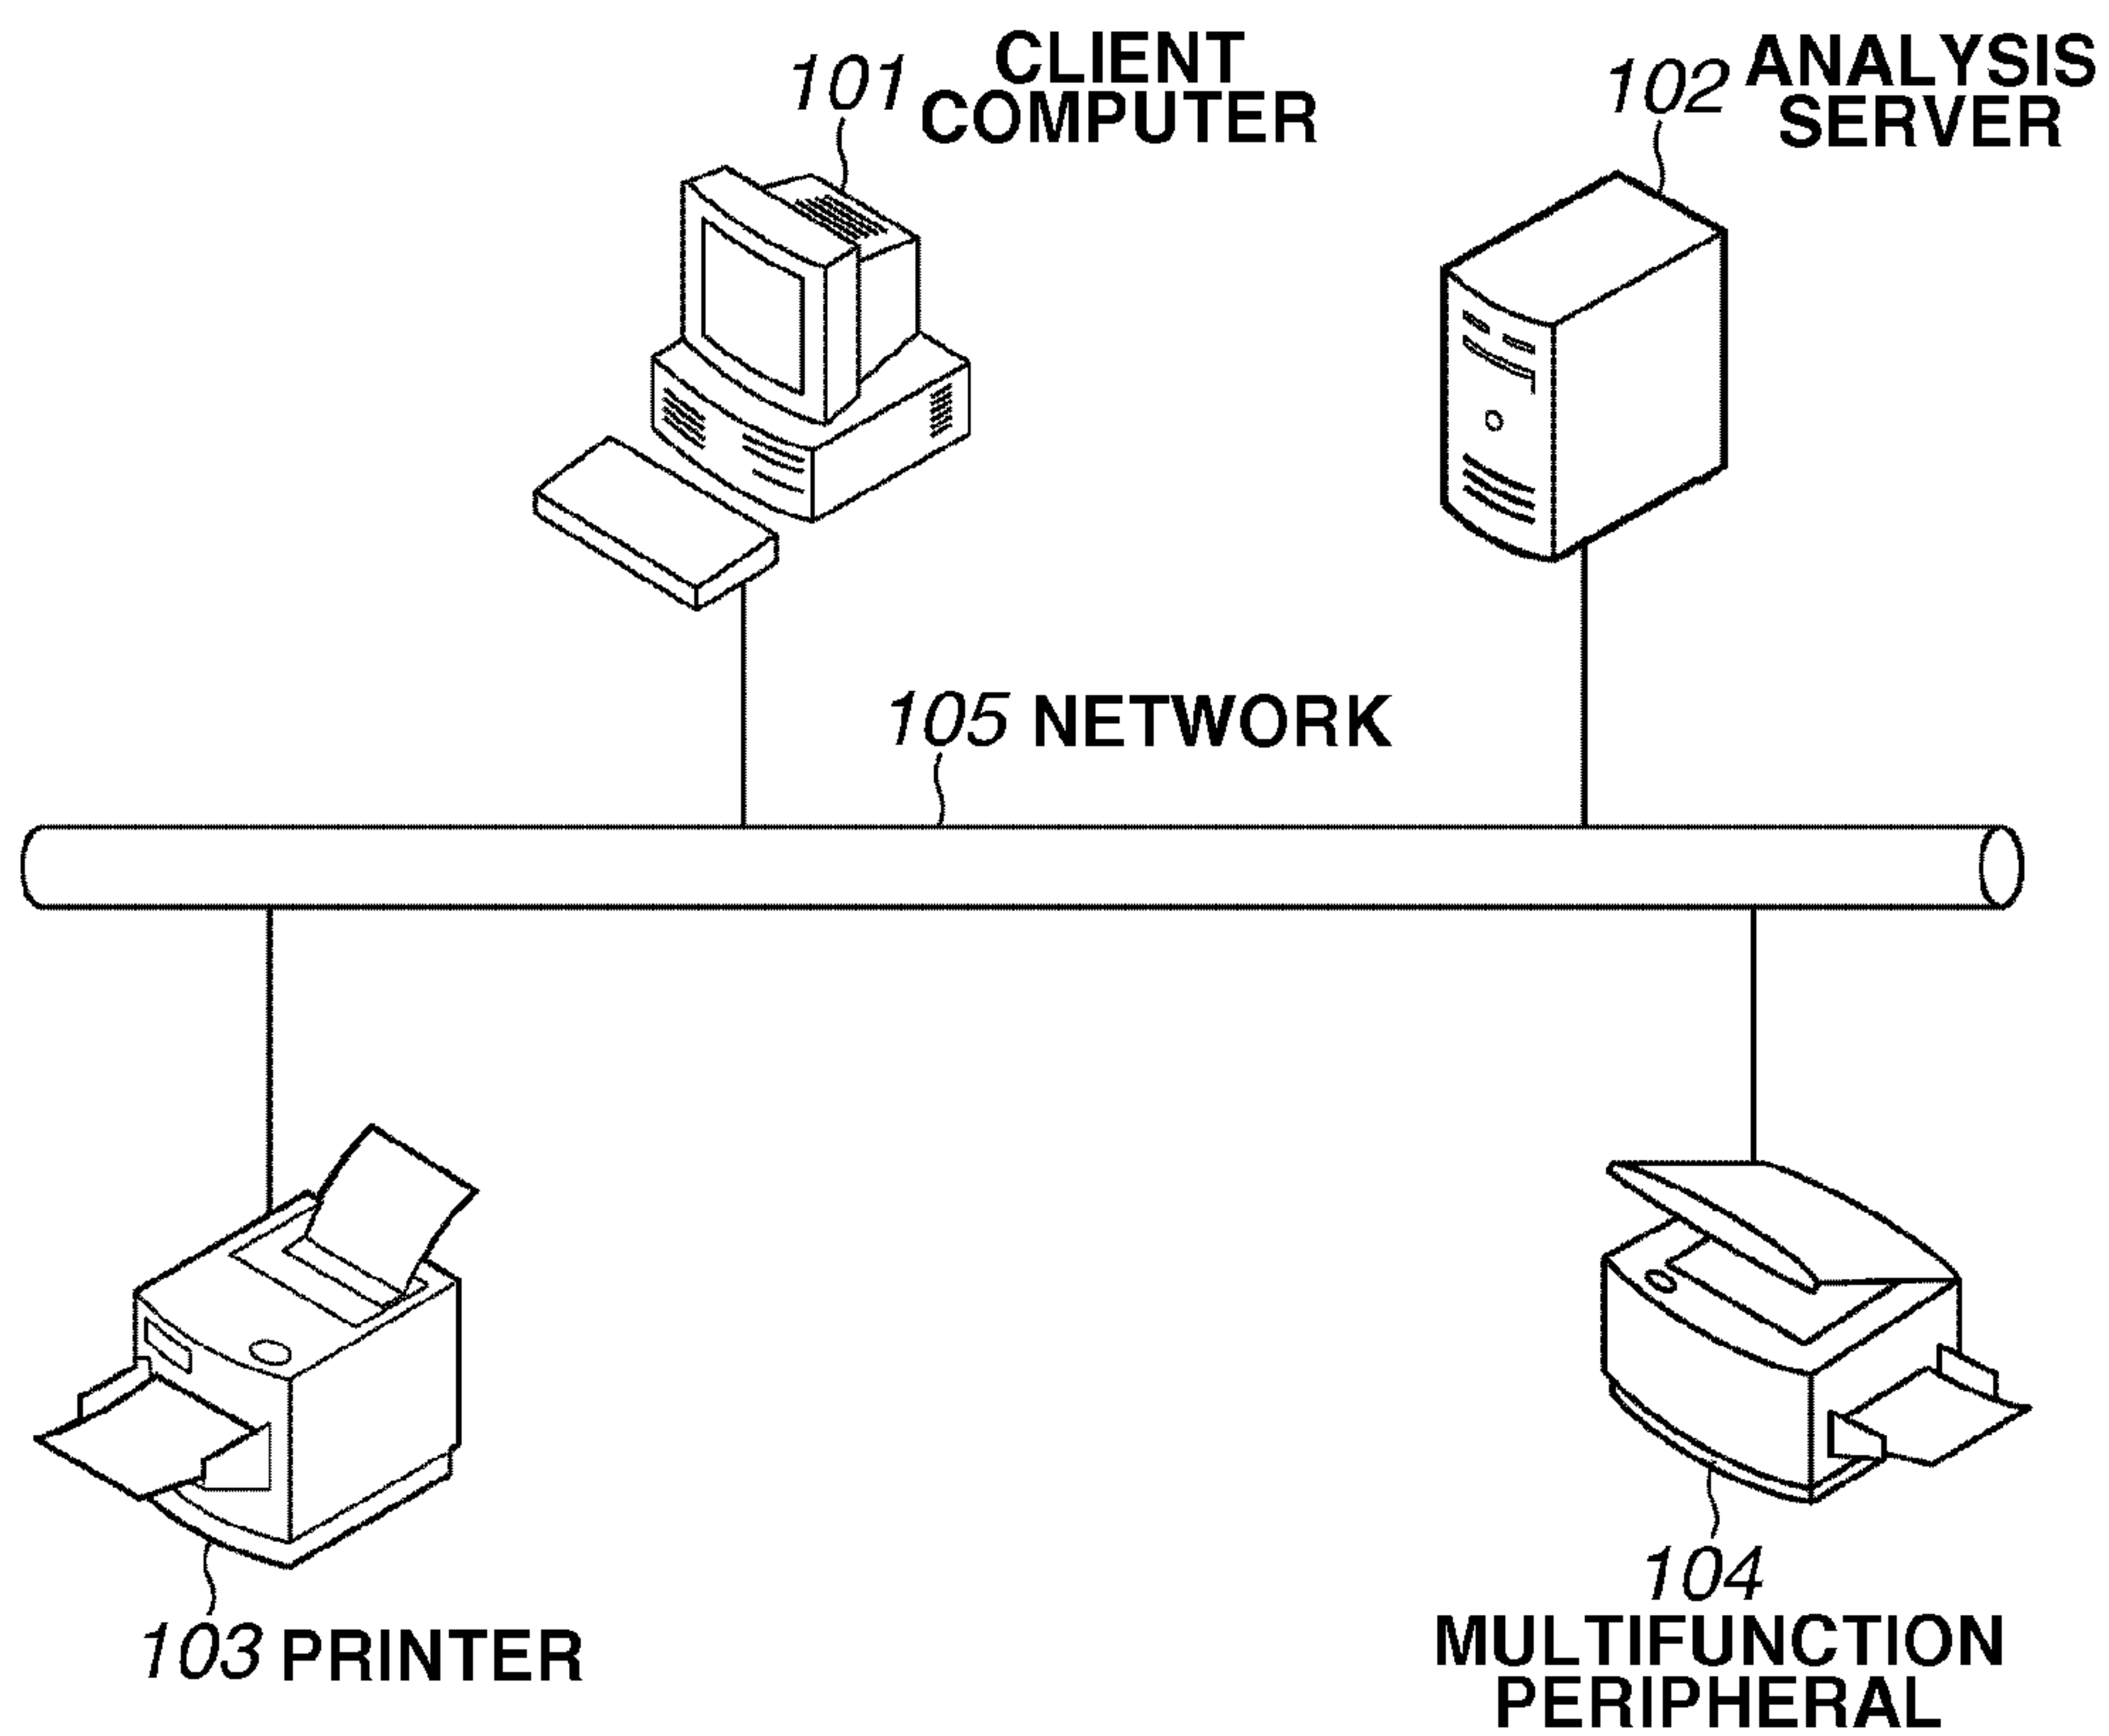 101 CLIENT
COMPUTER
102 ANALYSIS
SERVER
105 NETWORK
103 PRINTER
104
MULTIFUNCTION
PERIPHERAL